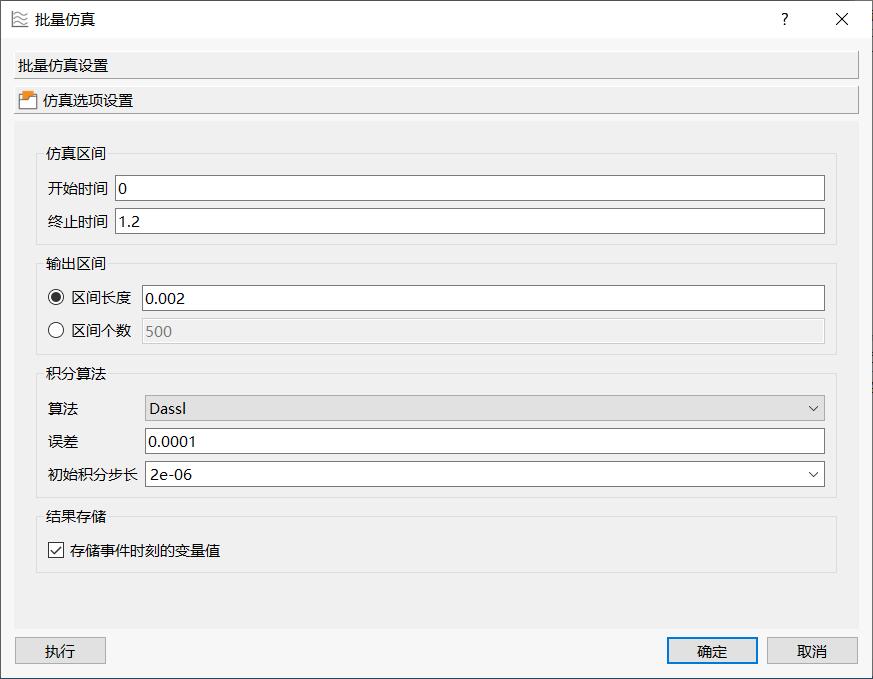 批量仿真
?
批量仿真设置
仿真选项设置
仿真区间
开始时间 0
终止时间 1.2
输出区间
区间长度 0.002
区间个数 500
积分算法
算法 Dassl
误差 0.0001
初始积分步长 2e-06
结果存储
存储事件时刻的变量值
执行 确定 取消